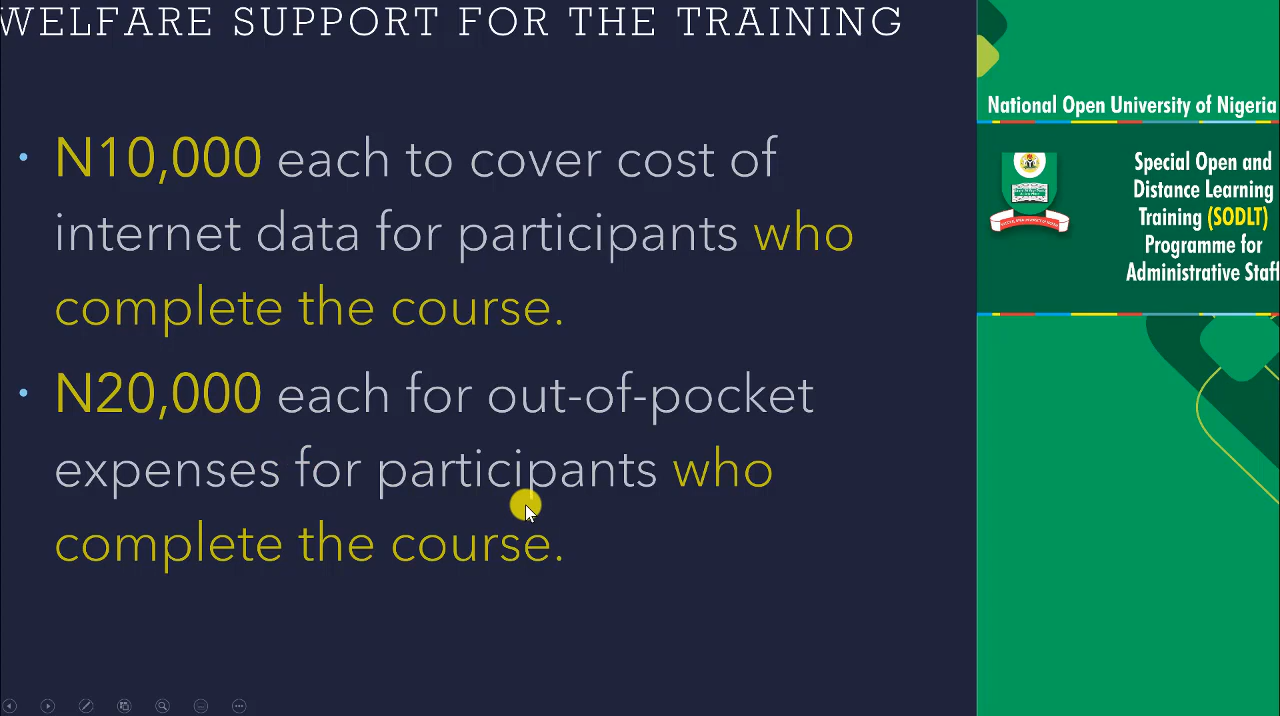 WELFARE SUPPORT FOR THE TRAINING
• N10,000 each to cover cost of
internet data for participants who
complete the course.
• N20,000 each for out-of-pocket
expenses for participants who
complete the course.
National Open University of Nigeria
Special Open and
Distance Learning
Training (SODLT)
Programme for
Administrative Staff